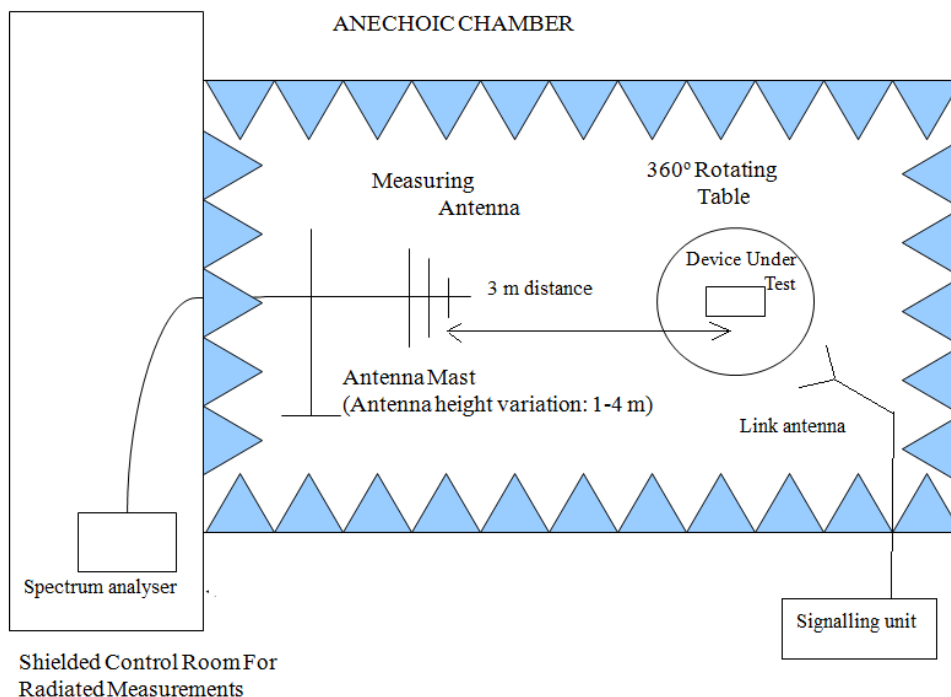 ANECHOIC CHAMBER
Measuring
Antenna
360º Rotating
Table
Device Under
Test
3 m distance
Antenna Mast
(Antenna height variation: 1-4 m)
Link antenna
Spectrum analyser
Signalling unit
Shielded Control Room For
Radiated Measurements